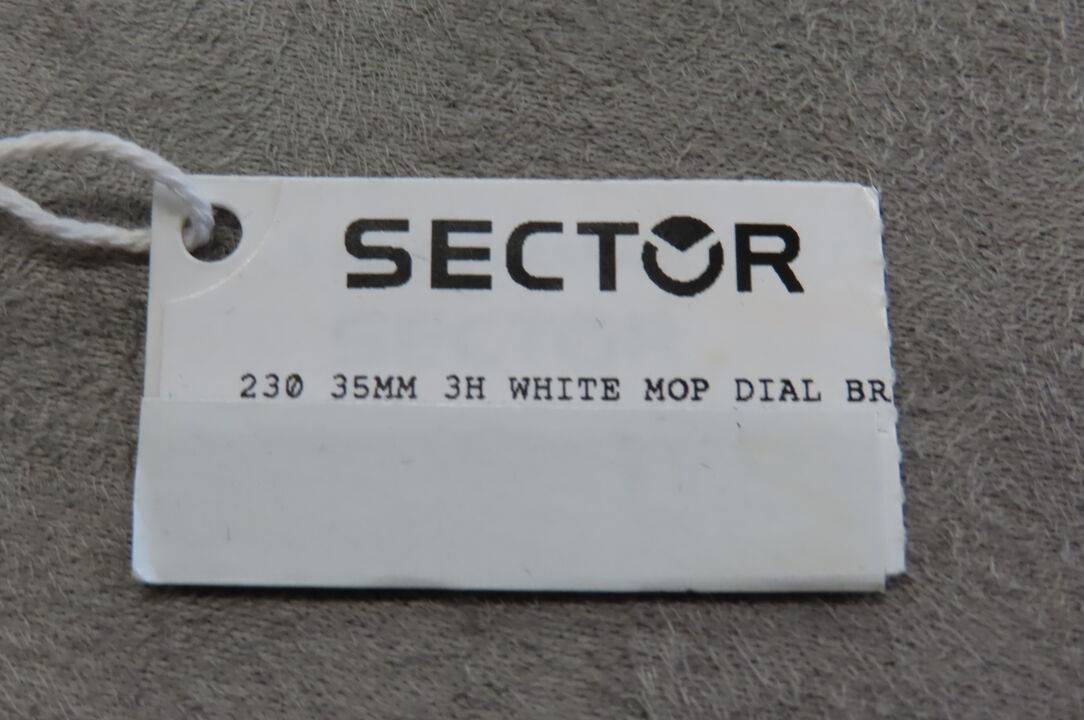 SECTOR
230 35MM 3H WHITE MOP DIAL BR